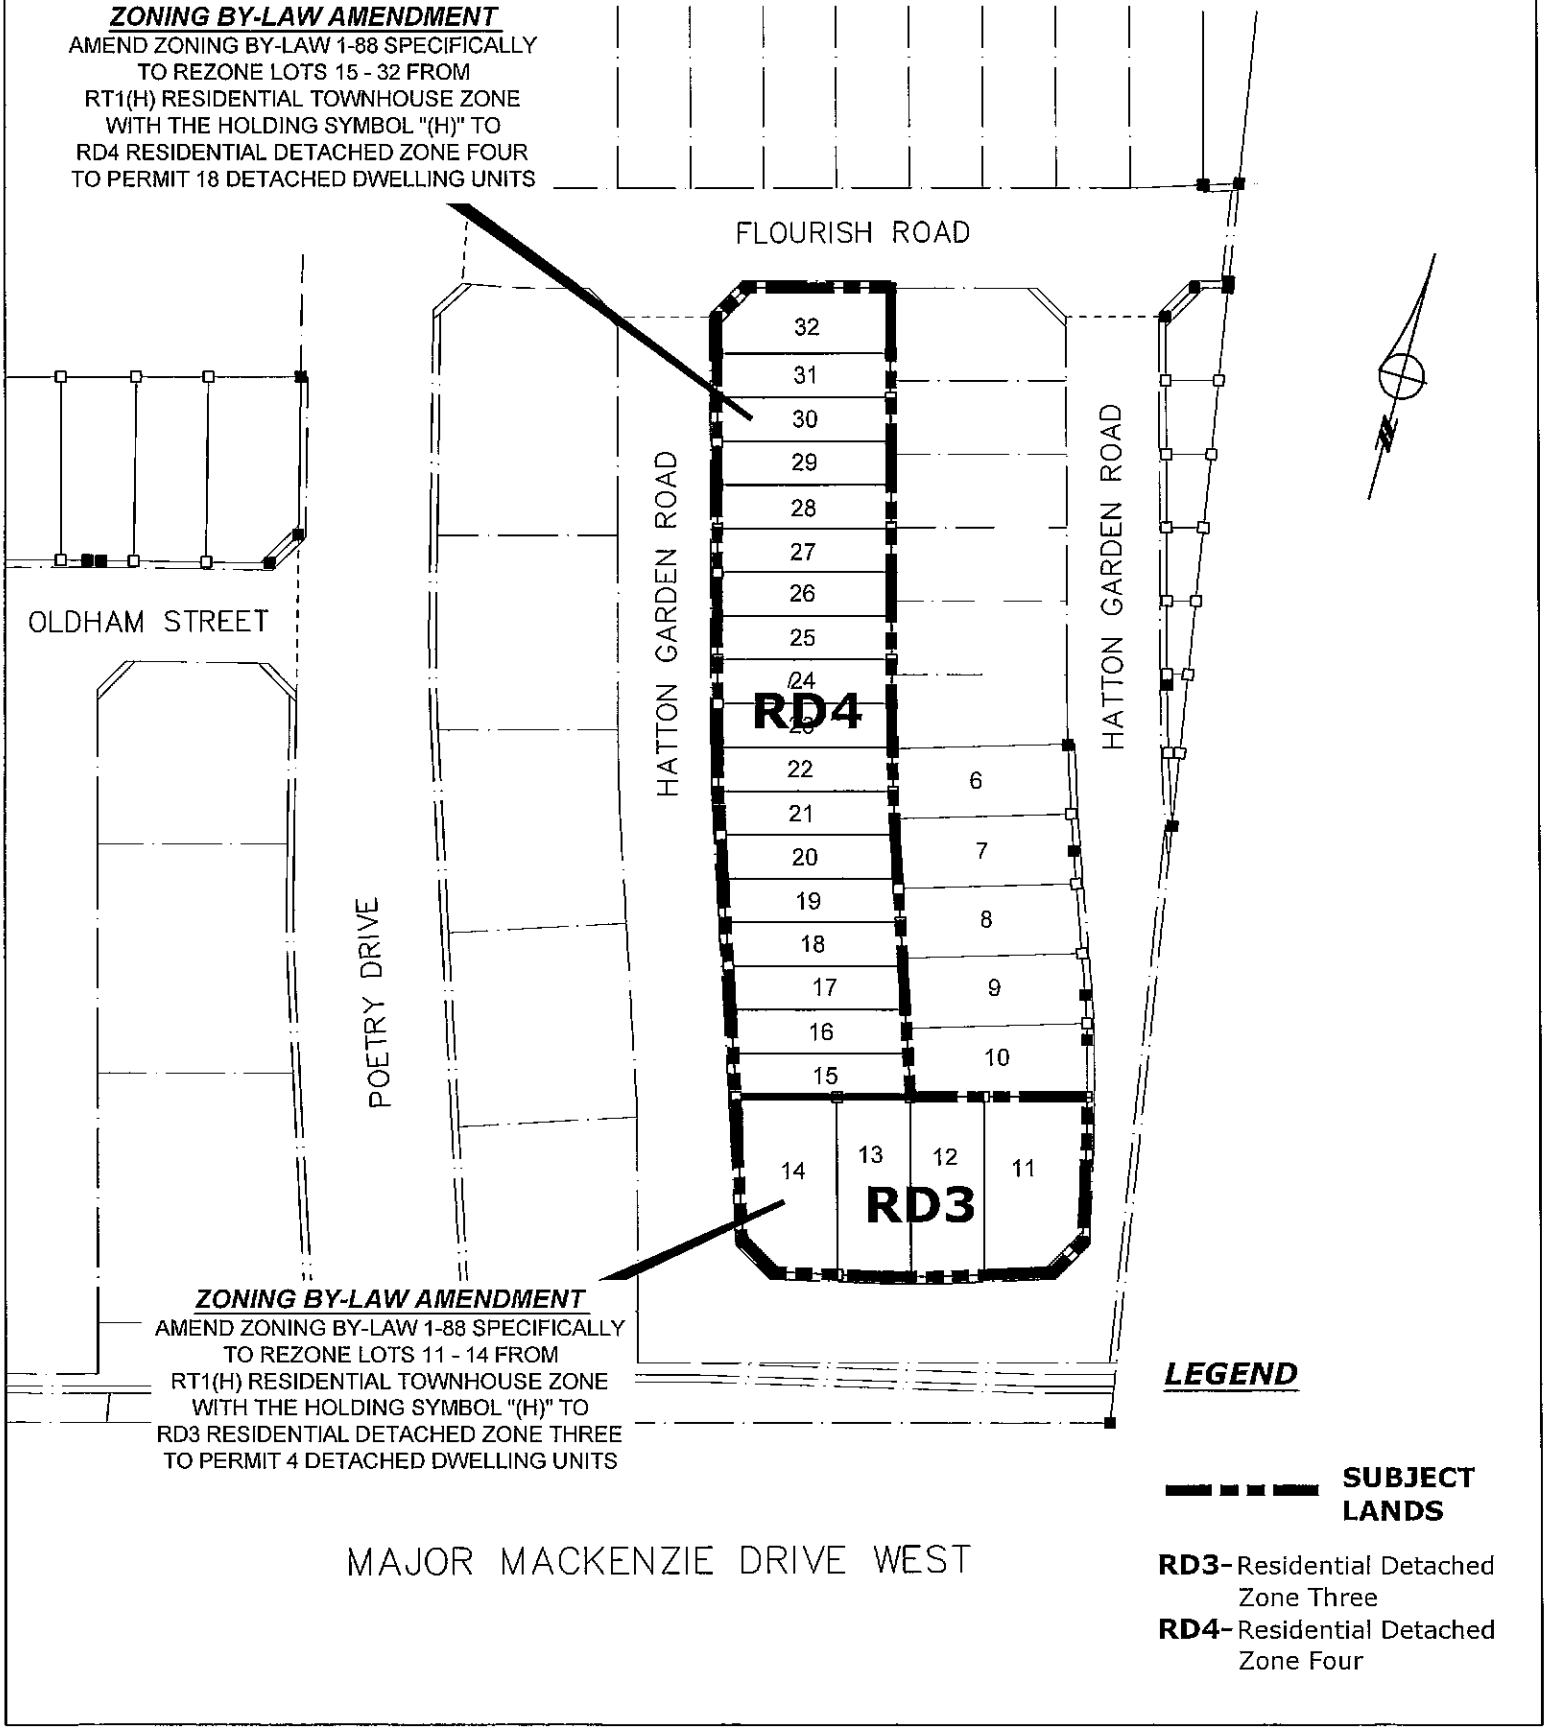 ZONING BY-LAW AMENDMENT
AMEND ZONING BY-LAW 1-88 SPECIFICALLY
TO REZONE LOTS 15 - 32 FROM
RT1(H) RESIDENTIAL TOWNHOUSE ZONE
WITH THE HOLDING SYMBOL "(H)" TO
RD4 RESIDENTIAL DETACHED ZONE FOUR
TO PERMIT 18 DETACHED DWELLING UNITS
FLOURISH ROAD
OLDHAM STREET
POETRY DRIVE
HATTON GARDEN ROAD
HATTON GARDEN ROAD
32
31
30
29
28
27
26
25
24
RD4
23
22
21
20
19
18
17
16
15
6
7
8
9
10
14
13
12
11
RD3
N
ZONING BY-LAW AMENDMENT
AMEND ZONING BY-LAW 1-88 SPECIFICALLY
TO REZONE LOTS 11 - 14 FROM
RT1(H) RESIDENTIAL TOWNHOUSE ZONE
WITH THE HOLDING SYMBOL "(H)" TO
RD3 RESIDENTIAL DETACHED ZONE THREE
TO PERMIT 4 DETACHED DWELLING UNITS
MAJOR MACKENZIE DRIVE WEST
LEGEND
SUBJECT
LANDS
RD3-Residential Detached
Zone Three
RD4-Residential Detached
Zone Four